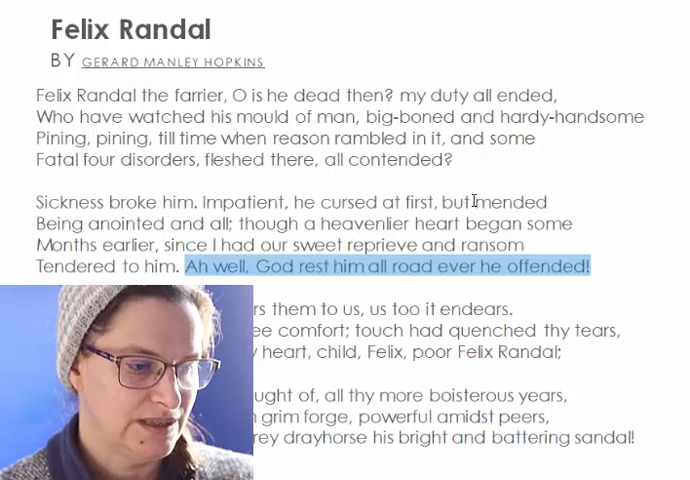 Felix Randal
BY GERARD MANLEY HOPKINS
Felix Randal the farrier, O is he dead then? my duty all ended,
Who have watched his mould of man, big-boned and hardy-handsome
Pining, pining, till time when reason rambled in it, and some
Fatal four disorders, fleshed there, all contended?
Sickness broke him. Impatient, he cursed at first, but mended
Being anointed and all; though a heavenlier heart began some
Months earlier, since I had our sweet reprieve and ransom
Tendered to him. Ah well, God rest him all road ever he offended!
them to us, us too it endears.
comfort; touch had quenched thy tears,
heart, child, Felix, poor Felix Randal;
of, all thy more boisterous years,
grim forge, powerful amidst peers,
drayhorse his bright and battering sandal!